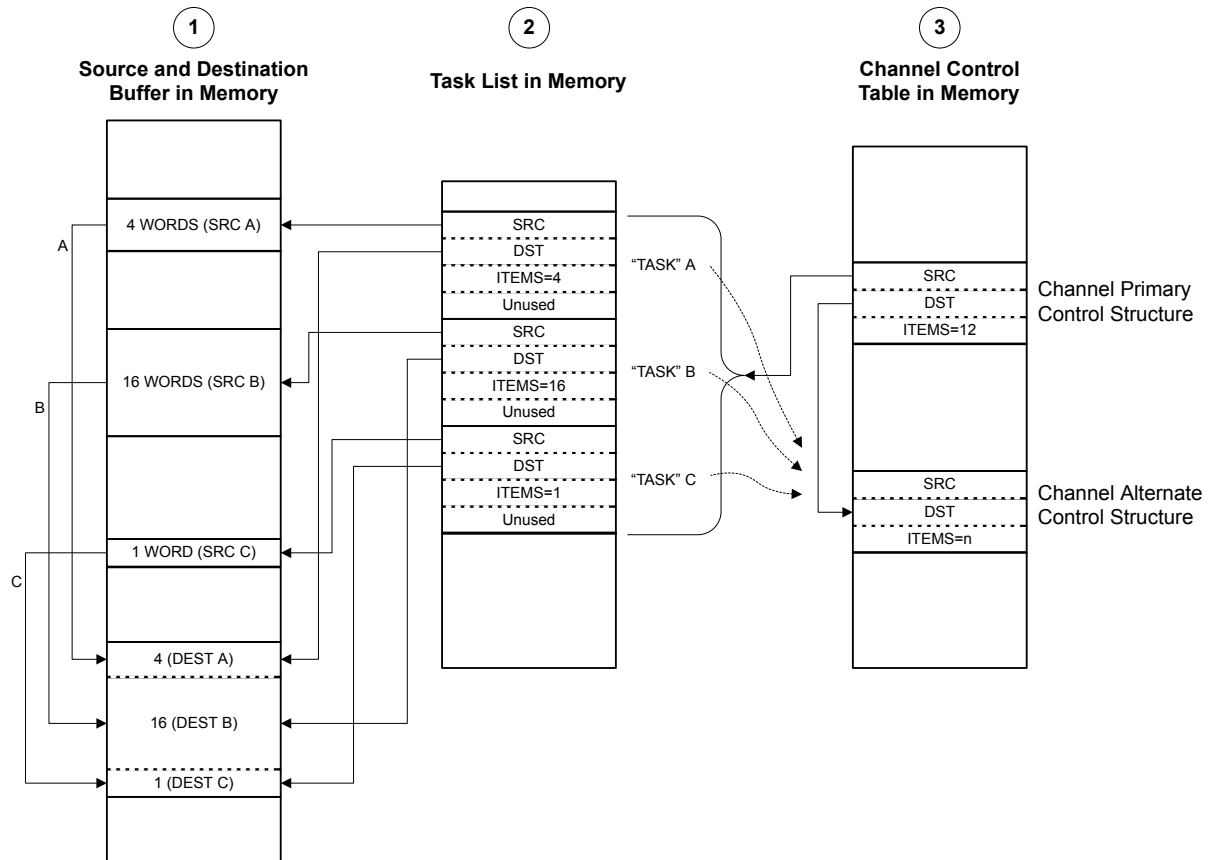 1
Source and Destination
Buffer in Memory
4 WORDS (SRC A)
16 WORDS (SRC B)
1 WORD (SRC C)
4 (DEST A)
16 (DEST B)
1 (DEST C)
A
B
C
2
Task List in Memory
SRC
DST
ITEMS=4
Unused
SRC
DST
ITEMS=16
Unused
SRC
DST
ITEMS=1
Unused
“TASK” A
“TASK” B
“TASK” C
3
Channel Control
Table in Memory
SRC
DST
ITEMS=12
Channel Primary
Control Structure
SRC
DST
ITEMS=n
Channel Alternate
Control Structure